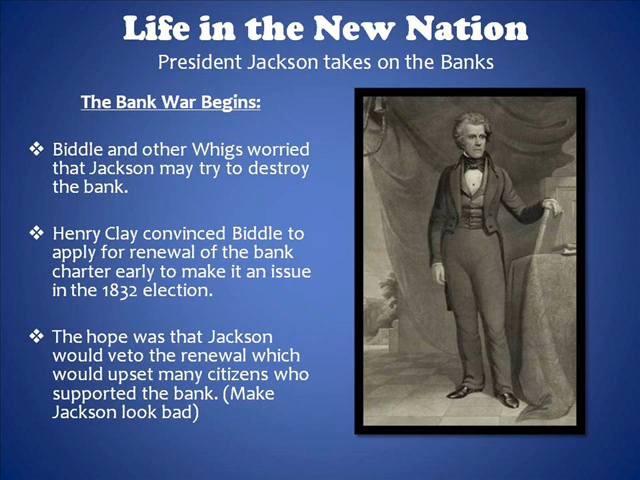 Life in the New Nation
President Jackson takes on the Banks
The Bank War Begins:
❖ Biddle and other Whigs worried
that Jackson may try to destroy
the bank.
❖ Henry Clay convinced Biddle to
apply for renewal of the bank
charter early to make it an issue
in the 1832 election.
❖ The hope was that Jackson
would veto the renewal which
would upset many citizens who
supported the bank. (Make
Jackson look bad)